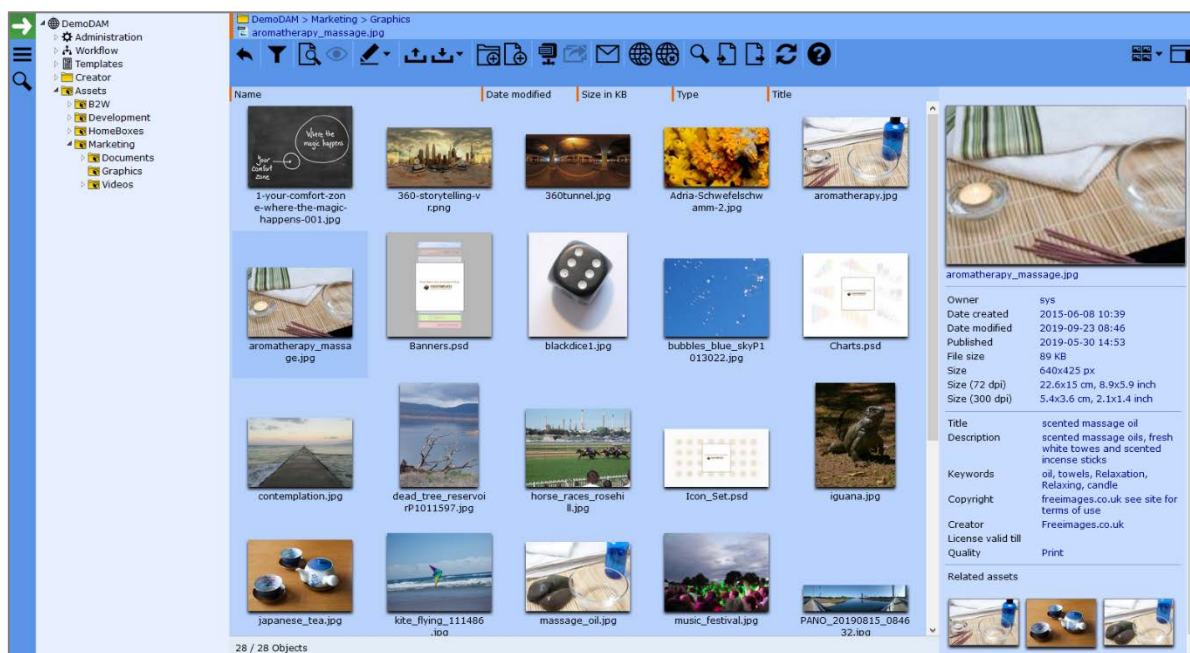 DemoDAM
Administration
Workflow
Templates
Creator
Assets
B2W
Development
HomeBoxes
Marketing
Documents
Graphics
Videos
DemoDAM > Marketing > Graphics
aromatherapy_massage.jpg
Name Date modified Size in KB Type Title
Where the
magic happens
Your
comfort
zone
1-your-comfort-zon
e-where-the-magic-
happens-001.jpg
360-storytelling-v
r.png
360tunnel.jpg
Adria-Schwefelschw
amm-2.jpg
aromatherapy.jpg
aromatherapy_massa
ge.jpg
Banners.psd
blackdice1.jpg
bubbles_blue_skyP1
013022.jpg
Charts.psd
contemplation.jpg
dead_tree_reservoi
irP1011597.jpg
horse_races_rosehi
ll.jpg
Icon_Set.psd
iguana.jpg
japanese_tea.jpg
kite_flying_111486
.jpg
massage_oil.jpg
music_festival.jpg
PANO_20190815_0846
32.jpg
28 / 28 Objects
aromatherapy_massage.jpg
Owner sys
Date created 2015-06-08 10:39
Date modified 2019-09-23 08:46
Published 2019-05-30 14:53
File size 89 KB
Size 640x425 px
Size (72 dpi) 22.6x15 cm, 8.9x5.9 inch
Size (300 dpi) 5.4x3.6 cm, 2.1x1.4 inch
Title scented massage oil
Description scented massage oils, fresh
white towes and scented
incense sticks
Keywords oil, towels, Relaxation,
Relaxing, candle
Copyright freeimages.co.uk see site for
terms of use
Creator Freeimages.co.uk
License valid till
Quality Print
Related assets